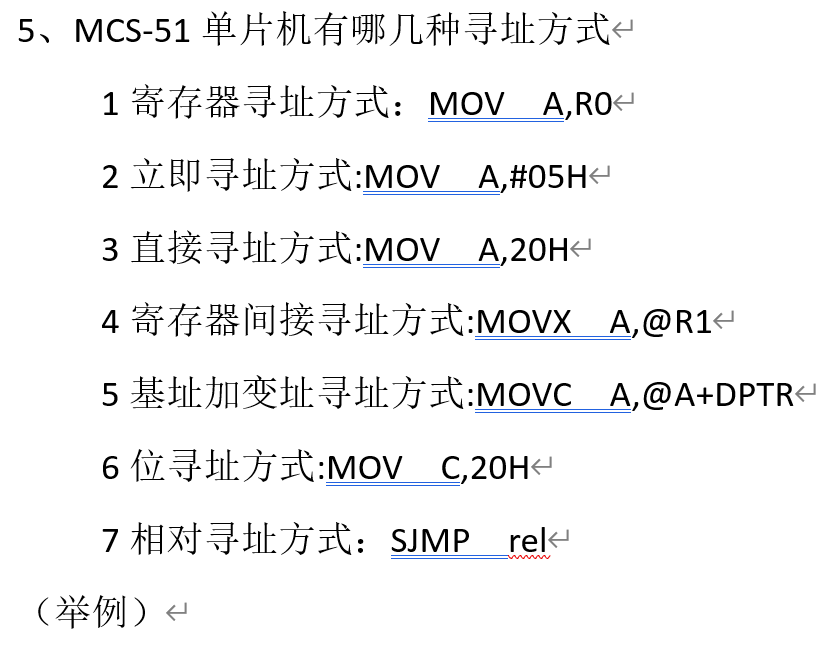 5、MCS-51 单片机有哪几种寻址方式
1 寄存器寻址方式：MOV  A,R0
2 立即寻址方式:MOV  A,#05H
3 直接寻址方式:MOV  A,20H
4 寄存器间接寻址方式:MOVX  A,@R1
5 基址加变址寻址方式:MOVC  A,@A+DPTR
6 位寻址方式:MOV  C,20H
7 相对寻址方式：SJMP  rel
（举例）